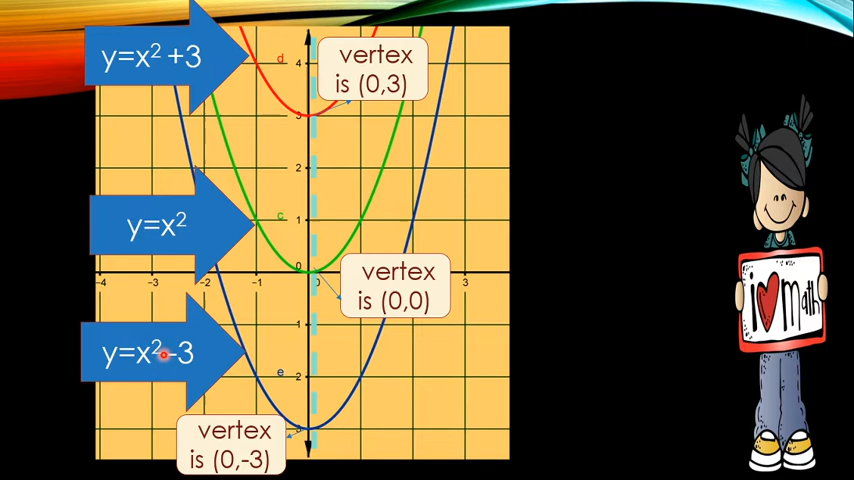 y=x² +3
vertex
is (0,3)
d
4
3
2
c
1
y=x²
0
-4
-3
-2
-1
0
3
vertex
is (0,0)
1
y=x²-3
e
2
vertex
is (0,-3)
i ♥ math